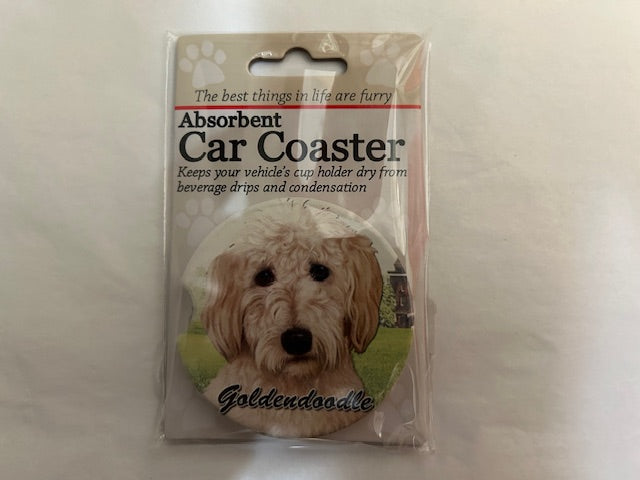 The best things in life are furry
Absorbent
Car Coaster
Keeps your vehicle's cup holder dry from
beverage drips and condensation
Goldendoodle